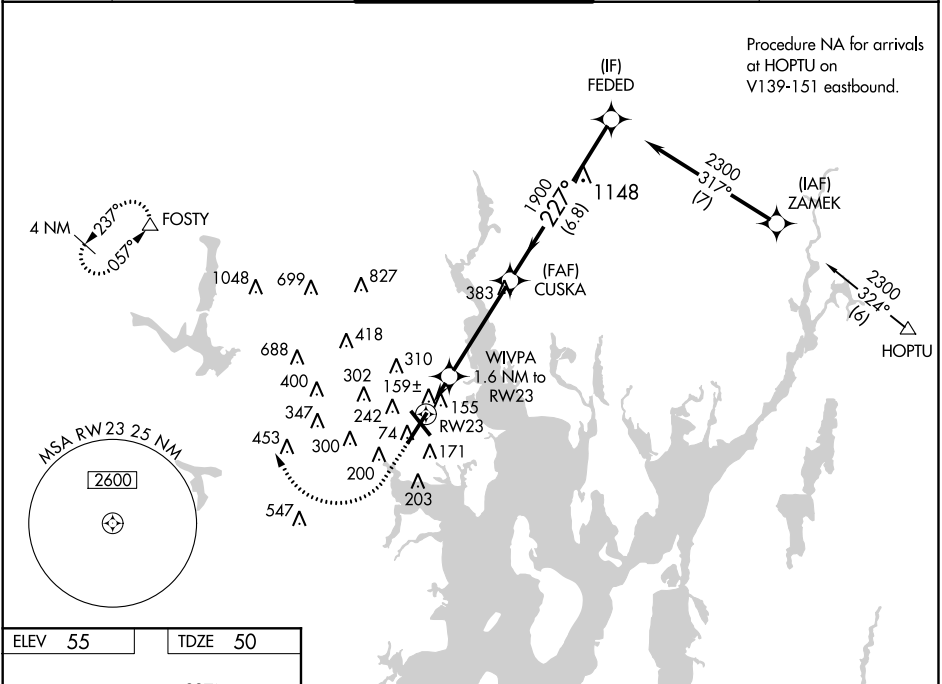 Procedure NA for arrivals
at HOPTU on
V139-151 eastbound.
(IF)
FEDED
2300
317°
(7)
(IAF)
ZAMEK
1148
1900
227°
(6.8)
4 NM
237°
057°
FOSTY
(FAF)
CUSKA
383
2300
324°
(6)
HOPTU
1048
699
827
418
688
310
WIVPA
1.6 NM to
RW23
400
302
159±
155
242
RW23
347
74
453
300
171
200
203
547
MSA RW 23 25 NM
2600
ELEV 55
TDZE 50